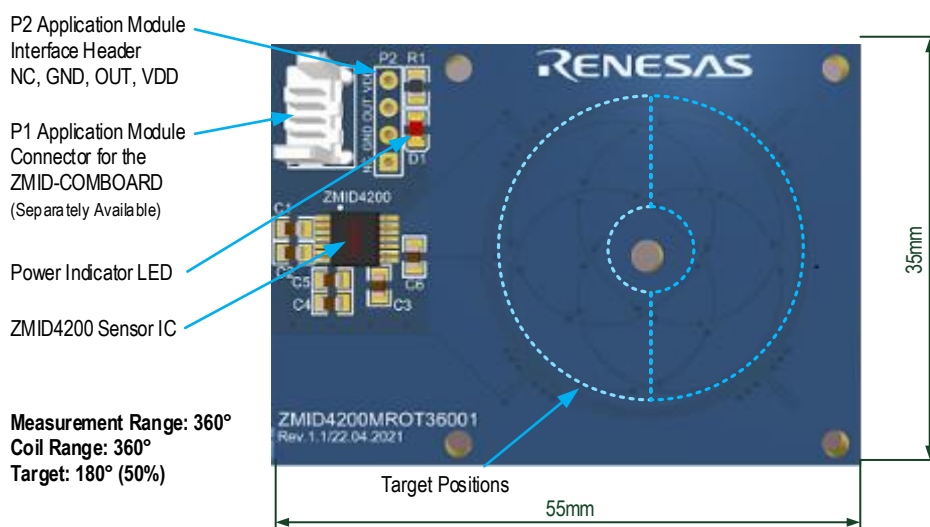 P2 Application Module
Interface Header
NC, GND, OUT, VDD
P1 Application Module
Connector for the
ZMID-COMBOARD
(Separately Available)
Power Indicator LED
ZMID4200 Sensor IC
Measurement Range: 360°
Coil Range: 360°
Target: 180° (50%)
P2
R1
RENESAS
NC GND OUT VDD
D1
ZMID4200
C1
C2
C5
C4
C3
C6
ZMID4200MROT36001
Rev.1.1/22.04.2021
Target Positions
35mm
55mm